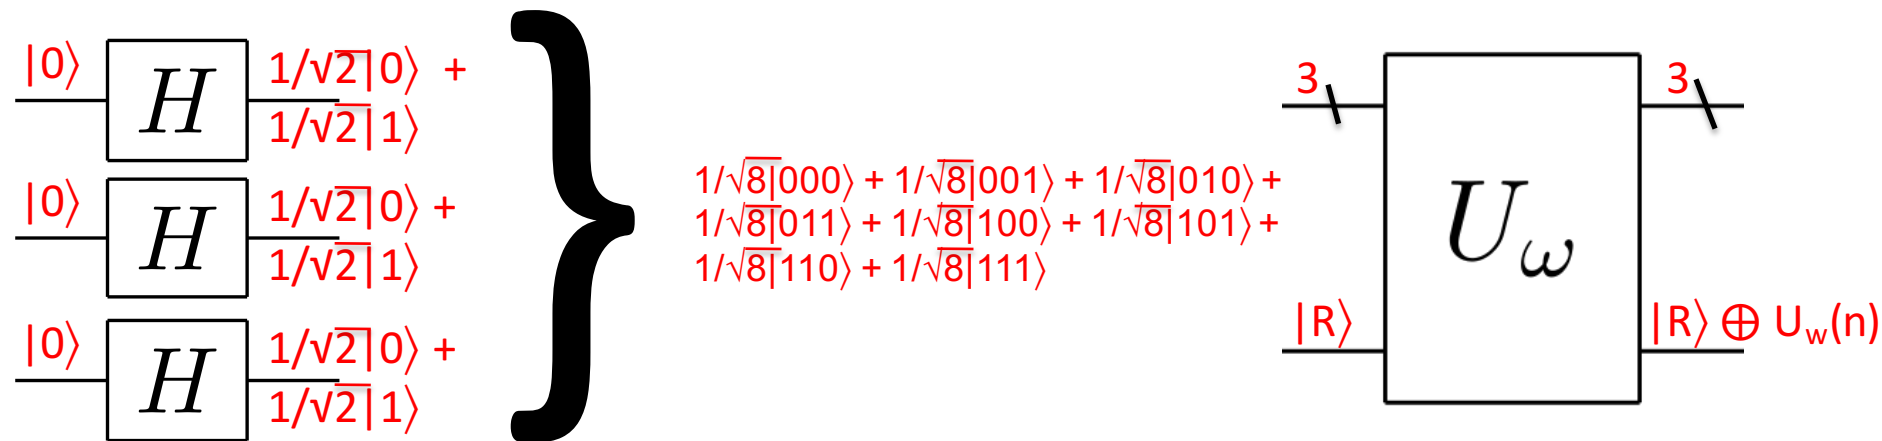 |0⟩ H 1/√2|0⟩ +
1/√2|1⟩
|0⟩ H 1/√2|0⟩ +
1/√2|1⟩
|0⟩ H 1/√2|0⟩ +
1/√2|1⟩
}
1/√8|000⟩ + 1/√8|001⟩ + 1/√8|010⟩ +
1/√8|011⟩ + 1/√8|100⟩ + 1/√8|101⟩ +
1/√8|110⟩ + 1/√8|111⟩
3 3
U_ω
|R⟩ |R⟩ ⊕ U_w(n)